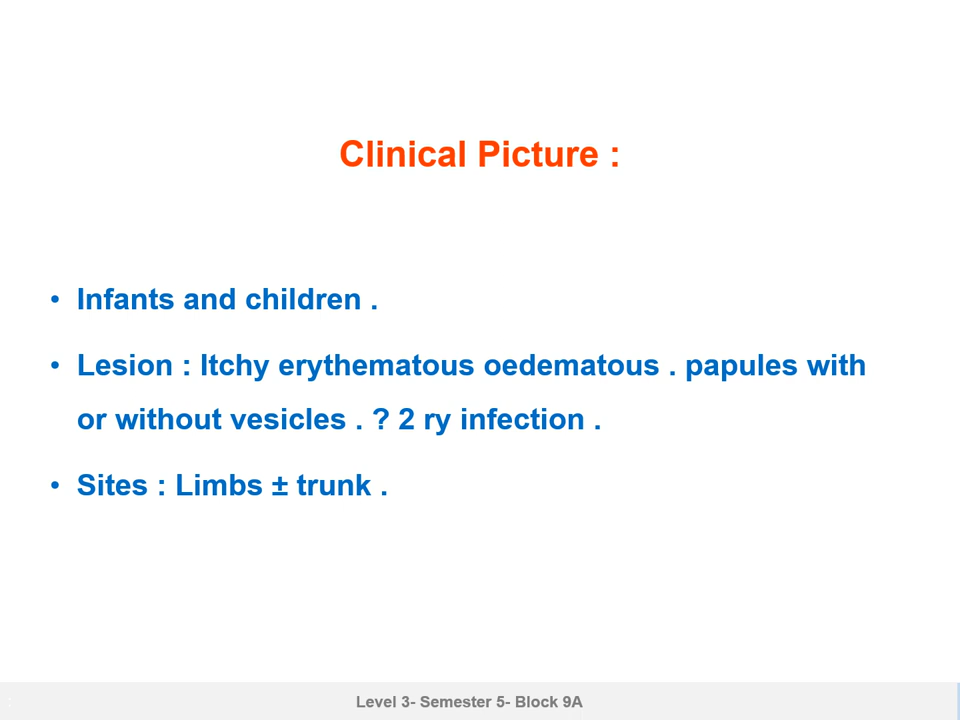 Clinical Picture :
• Infants and children .
• Lesion : Itchy erythematous oedematous . papules with
or without vesicles . ? 2 ry infection .
• Sites : Limbs ± trunk .
Level 3- Semester 5- Block 9A